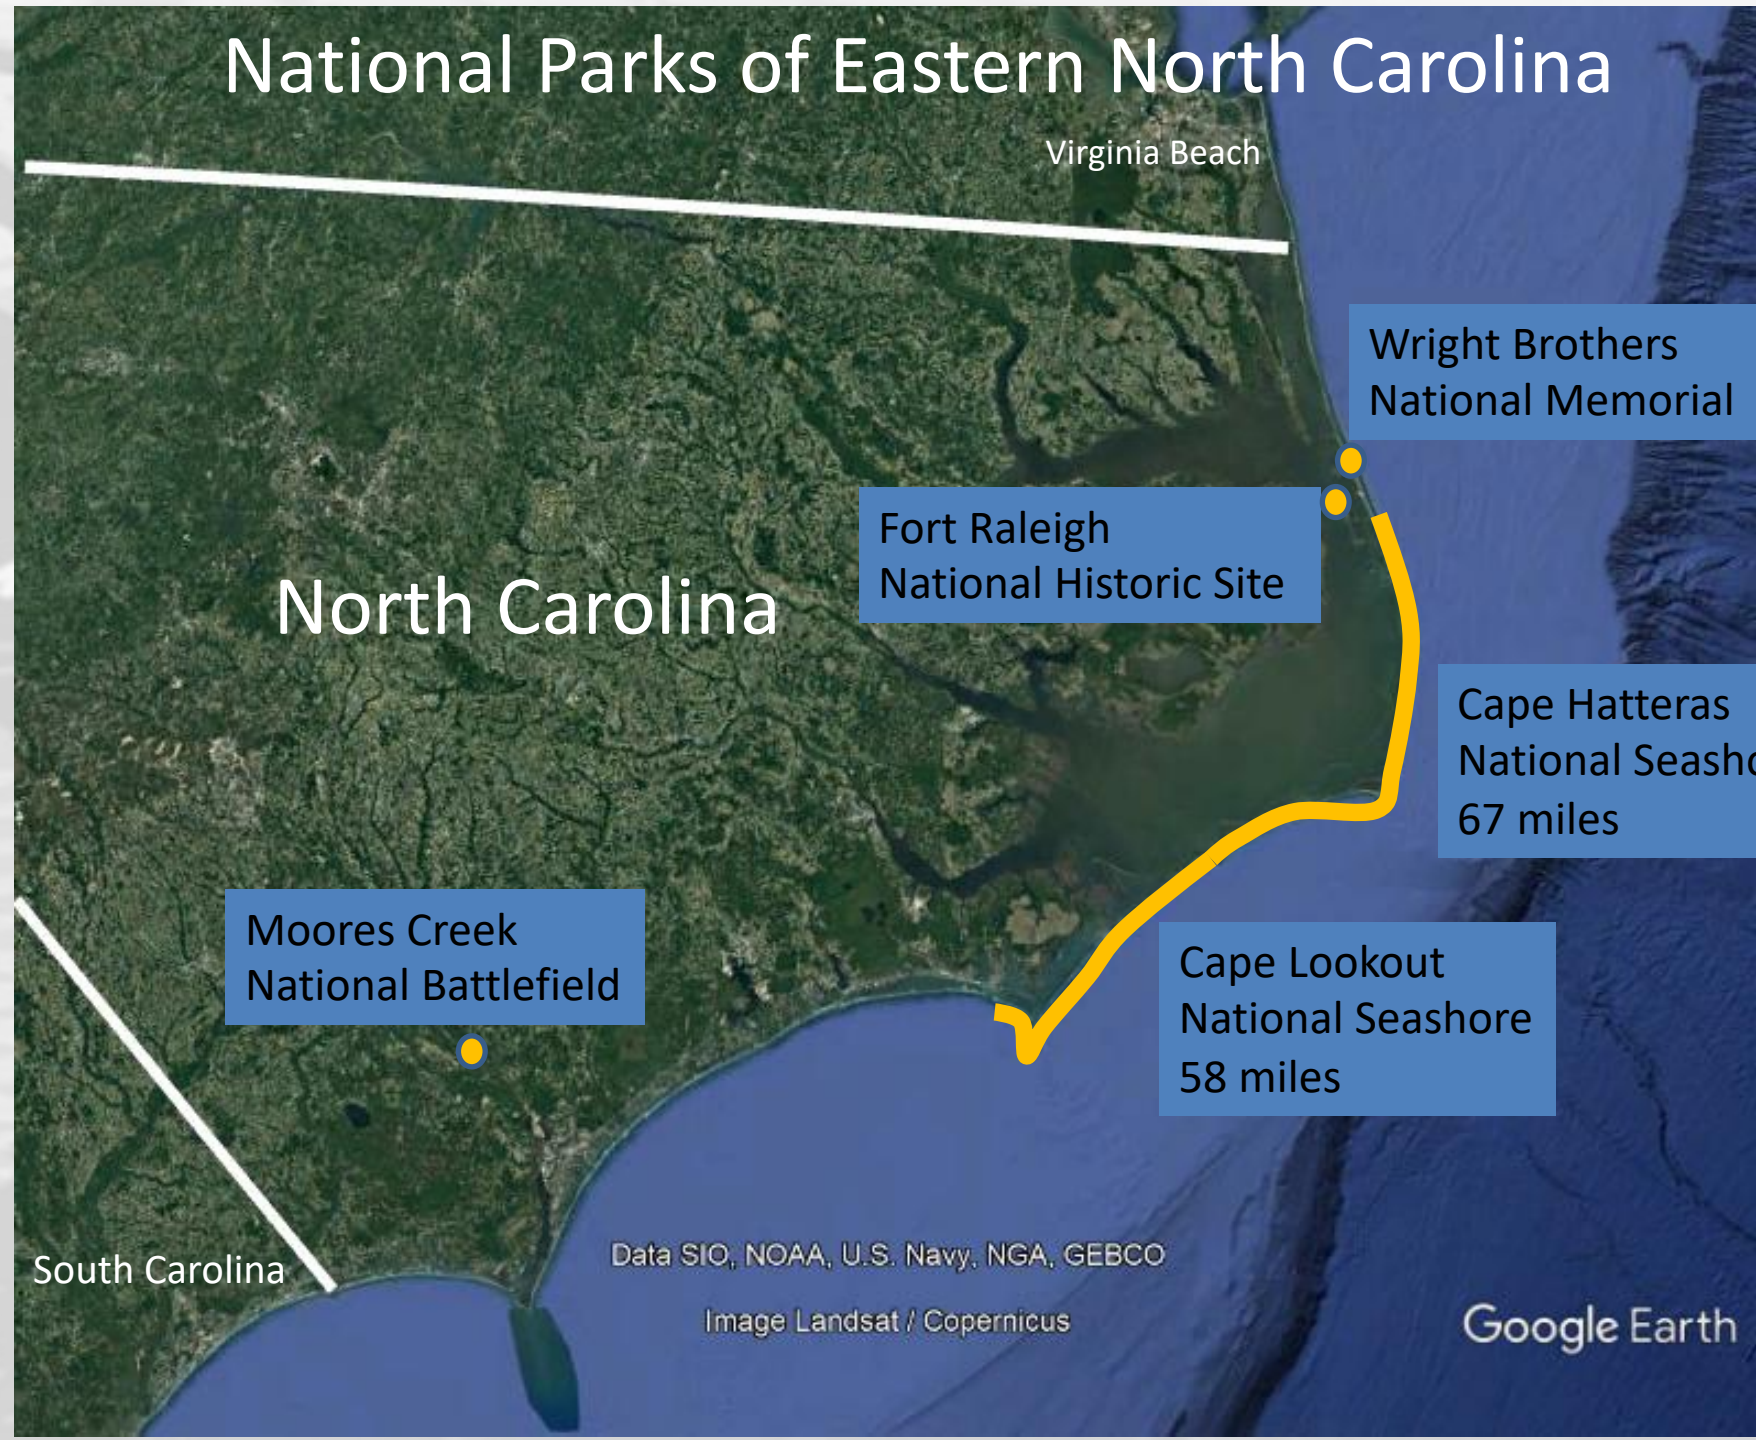 National Parks of Eastern North Carolina
Virginia Beach
Wright Brothers
National Memorial
Fort Raleigh
National Historic Site
North Carolina
Cape Hatteras
National Seasho
67 miles
Moores Creek
National Battlefield
Cape Lookout
National Seashore
58 miles
South Carolina
Data SIO, NOAA, U.S. Navy, NGA, GEBCO
Image Landsat / Copernicus
Google Earth